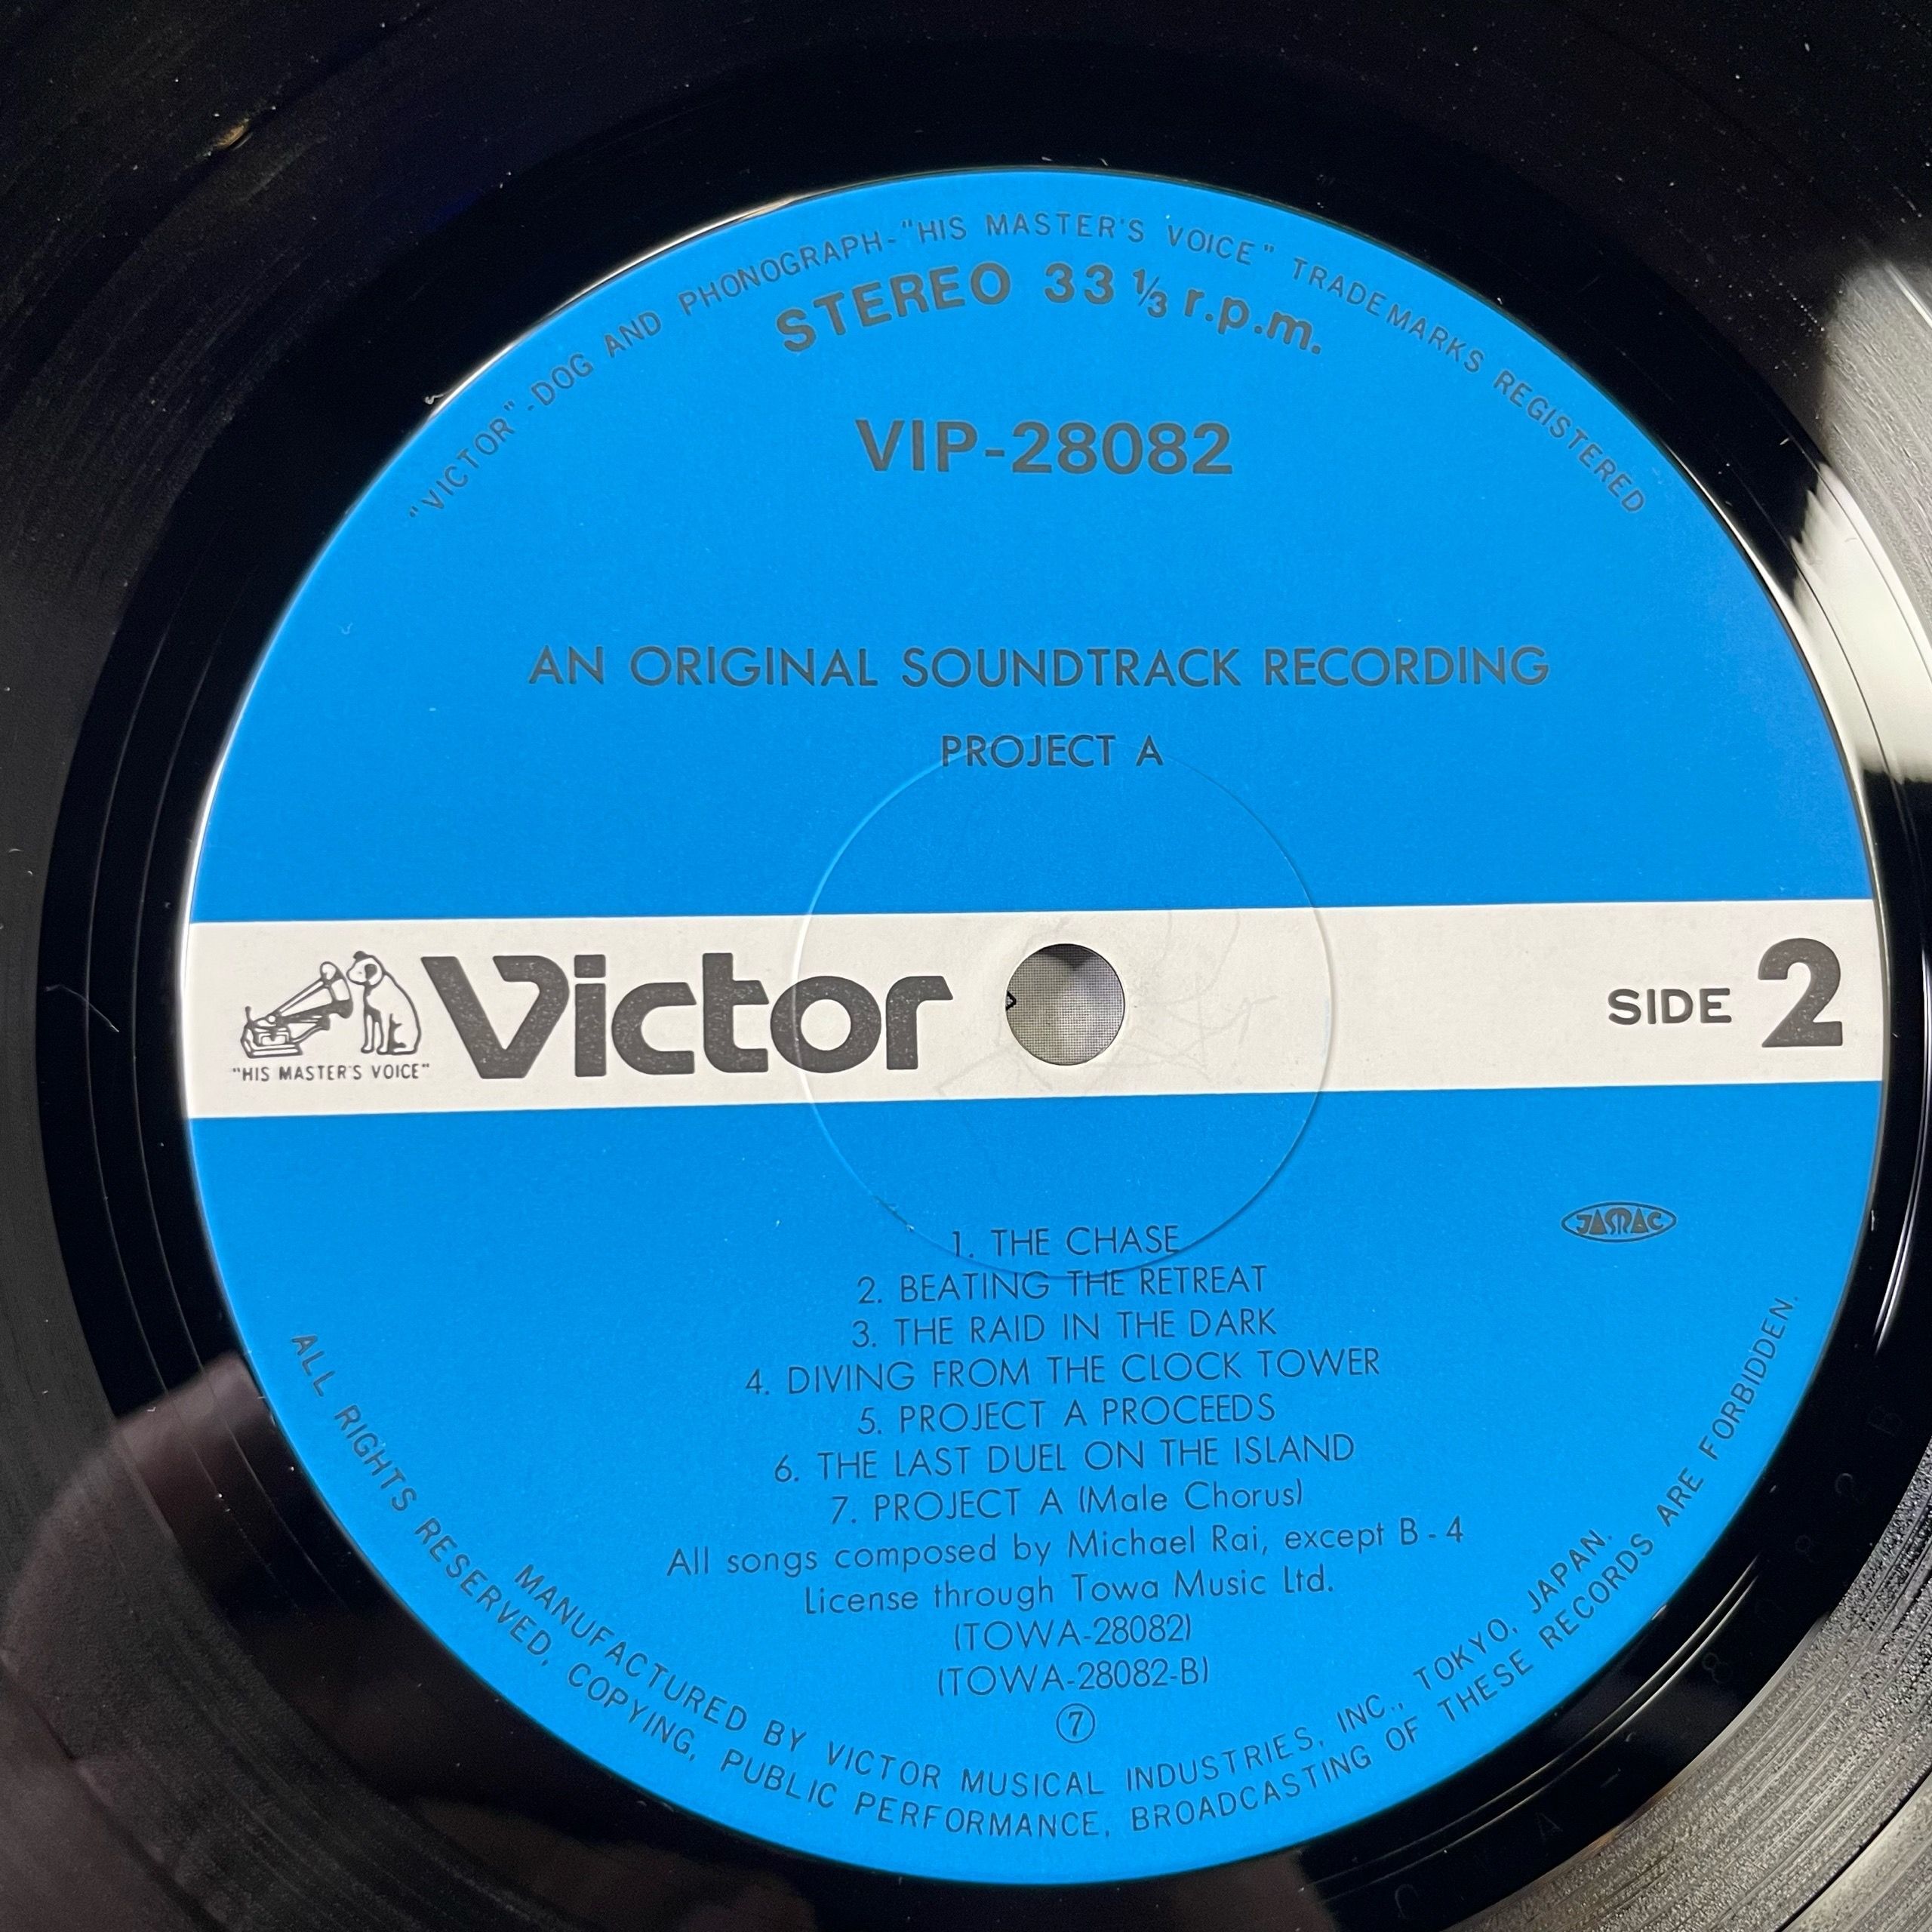 "VICTOR"-DOG AND PHONOGRAPH-"HIS MASTER'S VOICE" TRADEMARKS REGISTERED
STEREO 33 ⅓ r.p.m.
VIP-28082
AN ORIGINAL SOUNDTRACK RECORDING
PROJECT A
"HIS MASTER'S VOICE"
Victor
SIDE 2
JASRAC
1. THE CHASE
2. BEATING THE RETREAT
3. THE RAID IN THE DARK
4. DIVING FROM THE CLOCK TOWER
5. PROJECT A PROCEEDS
6. THE LAST DUEL ON THE ISLAND
7. PROJECT A (Male Chorus)
All songs composed by Michael Rai, except B-4
License through Towa Music Ltd.
(TOWA-28082)
(TOWA-28082-B)
⑦
MANUFACTURED BY VICTOR MUSICAL INDUSTRIES, INC., TOKYO, JAPAN.
ALL RIGHTS RESERVED, COPYING, PUBLIC PERFORMANCE, BROADCASTING OF THESE RECORDS ARE FORBIDDEN.